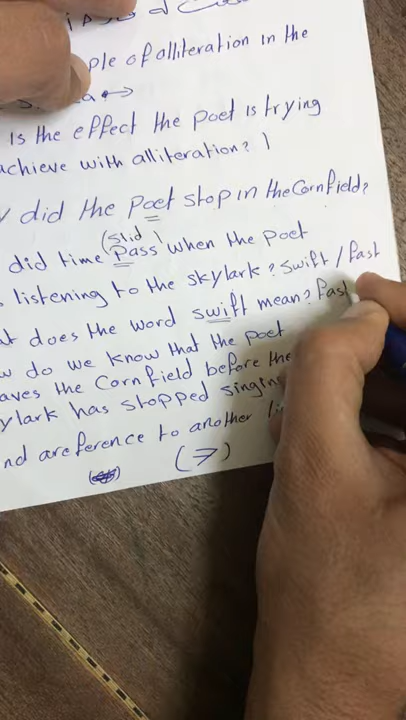 ple of alliteration in the
Is the effect the poet is trying
achieve with alliteration? 1
y did the Poet stop in the Cornfield?
(slid)
did time Pass when the Poet
listening to the skylark? Swift / fast
does the word swift mean? fast
do we know that the poet
aves the Cornfield before the
ylark has stopped singin
nd a reference to another li
(7)